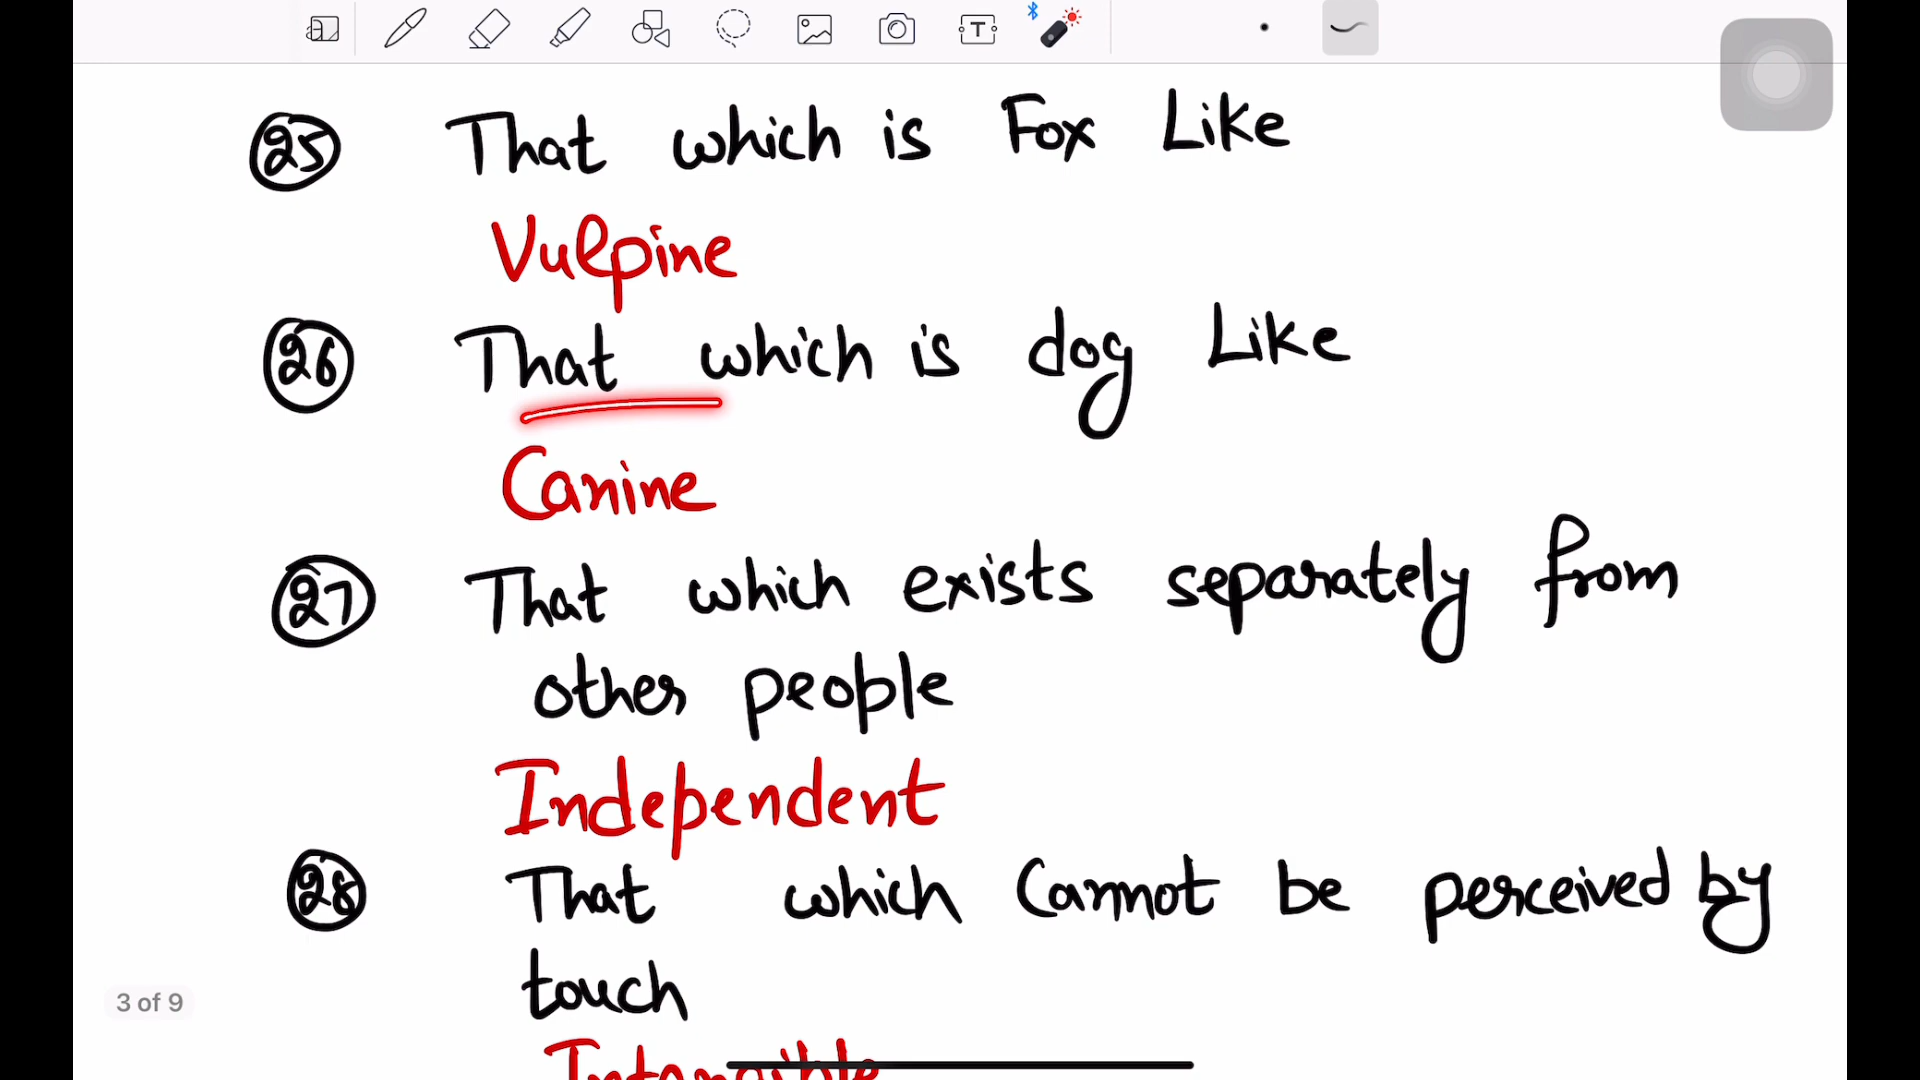 25 That which is Fox Like
Vulpine
26 That which is dog Like
Canine
27 That which exists separately from
other people
Independent
28 That which Cannot be perceived by
touch
Intangible
3 of 9